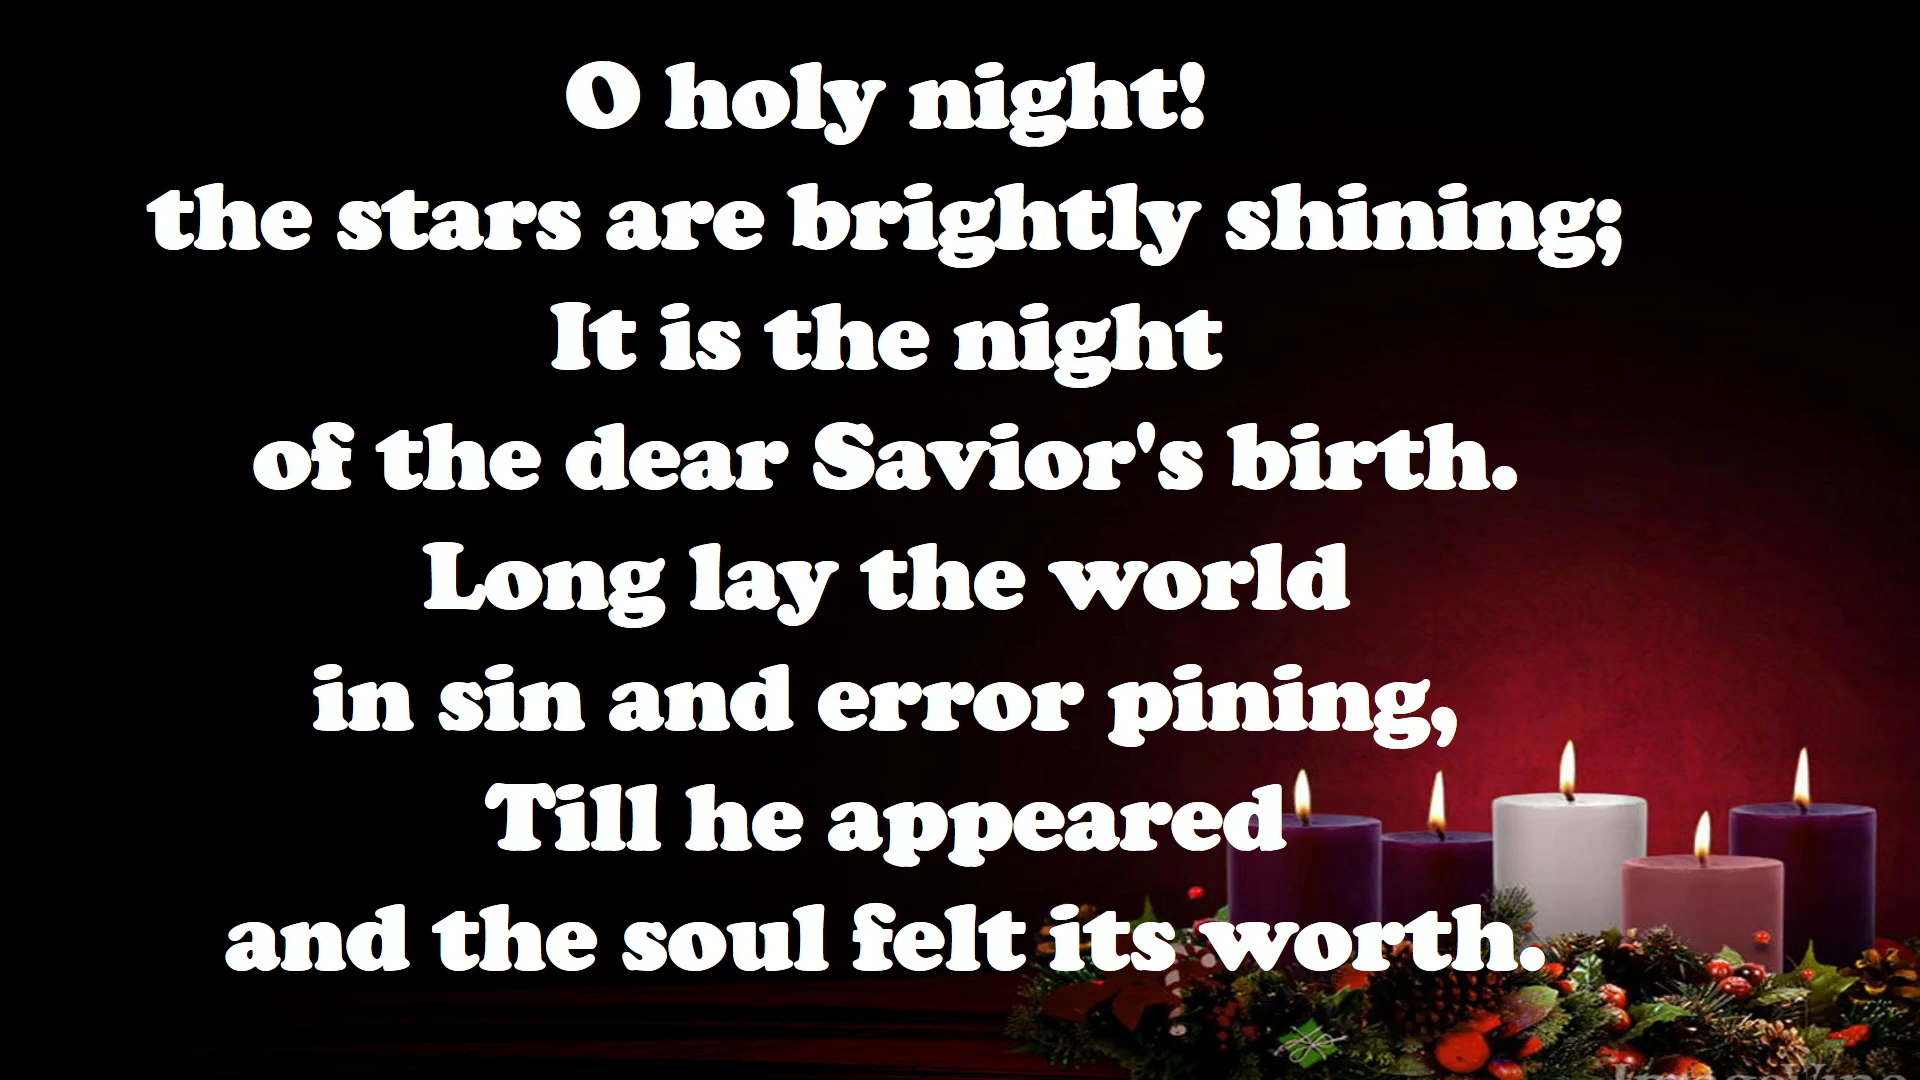 O holy night!
the stars are brightly shining;
It is the night
of the dear Savior's birth.
Long lay the world
in sin and error pining,
Till he appeared
and the soul felt its worth.